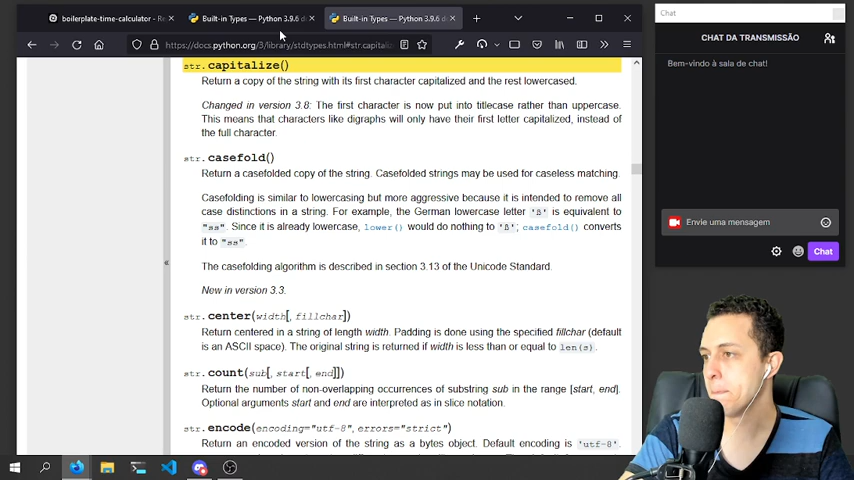 boilerplate-time-calculator - R
Built-in Types — Python 3.9.6 d
Built-in Types — Python 3.9.6 do
https://docs.python.org/3/library/stdtypes.html#str.capitaliz
str.capitalize()
Return a copy of the string with its first character capitalized and the rest lowercased.
Changed in version 3.8: The first character is now put into titlecase rather than uppercase.
This means that characters like digraphs will only have their first letter capitalized, instead of
the full character.
str.casefold()
Return a casefolded copy of the string. Casefolded strings may be used for caseless matching.
Casefolding is similar to lowercasing but more aggressive because it is intended to remove all
case distinctions in a string. For example, the German lowercase letter 'ß' is equivalent to
"ss". Since it is already lowercase, lower() would do nothing to 'ß'; casefold() converts
it to "ss".
The casefolding algorithm is described in section 3.13 of the Unicode Standard.
New in version 3.3.
str.center(width[, fillchar])
Return centered in a string of length width. Padding is done using the specified fillchar (default
is an ASCII space). The original string is returned if width is less than or equal to len(s).
str.count(sub[, start[, end]])
Return the number of non-overlapping occurrences of substring sub in the range [start, end].
Optional arguments start and end are interpreted as in slice notation.
str.encode(encoding="utf-8", errors="strict")
Return an encoded version of the string as a bytes object. Default encoding is 'utf-8'.
Chat
CHAT DA TRANSMISSÃO
Bem-vindo à sala de chat!
Envie uma mensagem
Chat